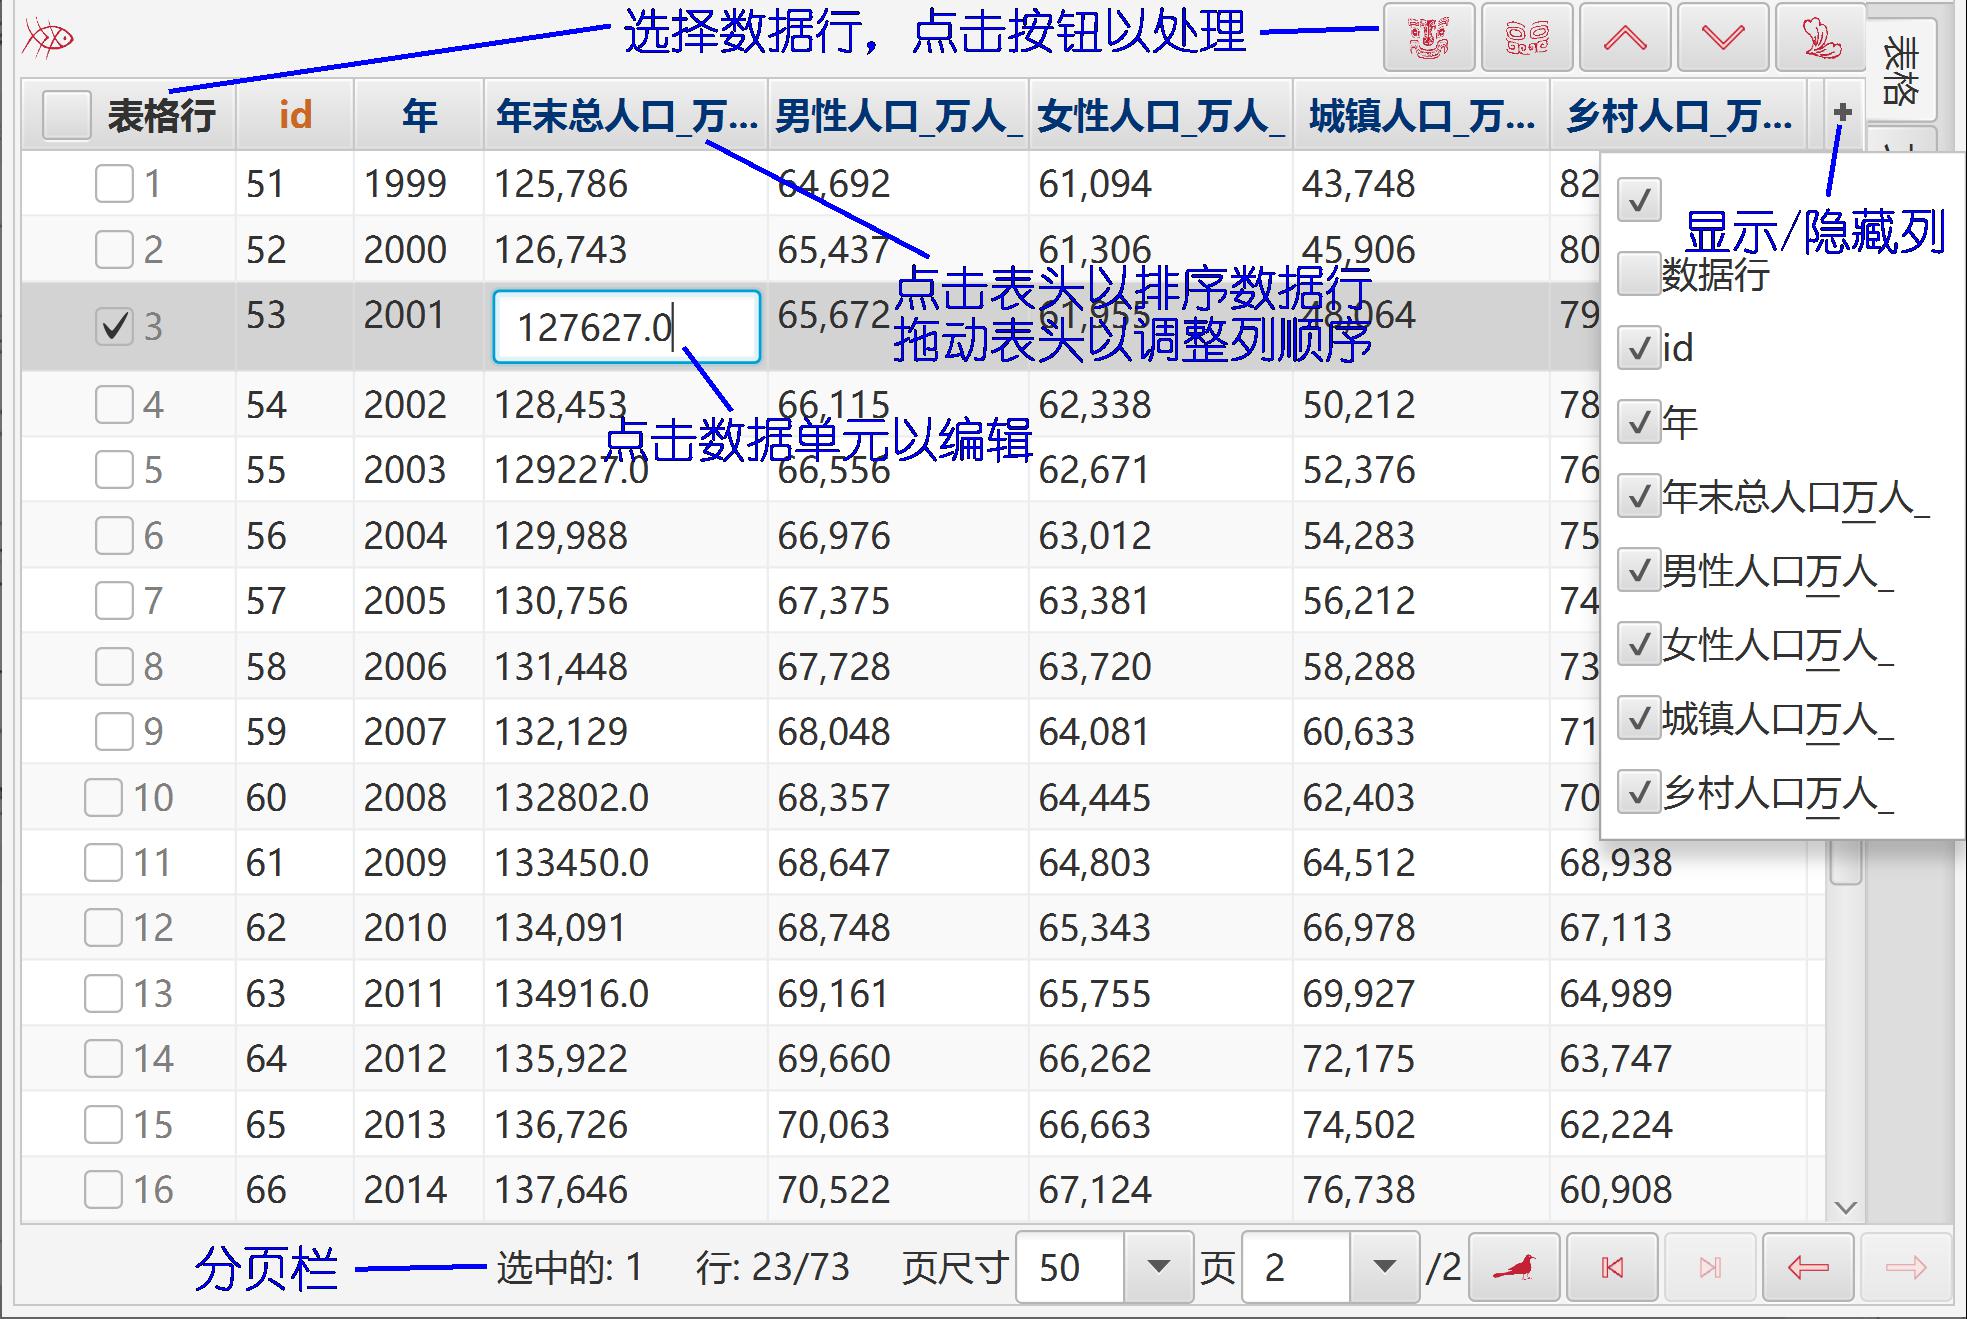 选择数据行，点击按钮以处理
表格
表格行 id 年 年末总人口_万... 男性人口_万人_ 女性人口_万人_ 城镇人口_万... 乡村人口_万...
1 51 1999 125,786 64,692 61,094 43,748 82
2 52 2000 126,743 65,437 61,306 45,906 80
3 53 2001 127627.0 65,672 61,955 48,064 79
4 54 2002 128,453 66,115 62,338 50,212 78
5 55 2003 129227.0 66,556 62,671 52,376 76
6 56 2004 129,988 66,976 63,012 54,283 75
7 57 2005 130,756 67,375 63,381 56,212 74
8 58 2006 131,448 67,728 63,720 58,288 73
9 59 2007 132,129 68,048 64,081 60,633 71
10 60 2008 132802.0 68,357 64,445 62,403 70
11 61 2009 133450.0 68,647 64,803 64,512 68,938
12 62 2010 134,091 68,748 65,343 66,978 67,113
13 63 2011 134916.0 69,161 65,755 69,927 64,989
14 64 2012 135,922 69,660 66,262 72,175 63,747
15 65 2013 136,726 70,063 66,663 74,502 62,224
16 66 2014 137,646 70,522 67,124 76,738 60,908
点击表头以排序数据行
拖动表头以调整列顺序
点击数据单元以编辑
显示/隐藏列
数据行
id
年
年末总人口万人_
男性人口万人_
女性人口万人_
城镇人口万人_
乡村人口万人_
分页栏
选中的: 1 行: 23/73 页尺寸 50 页 2 /2